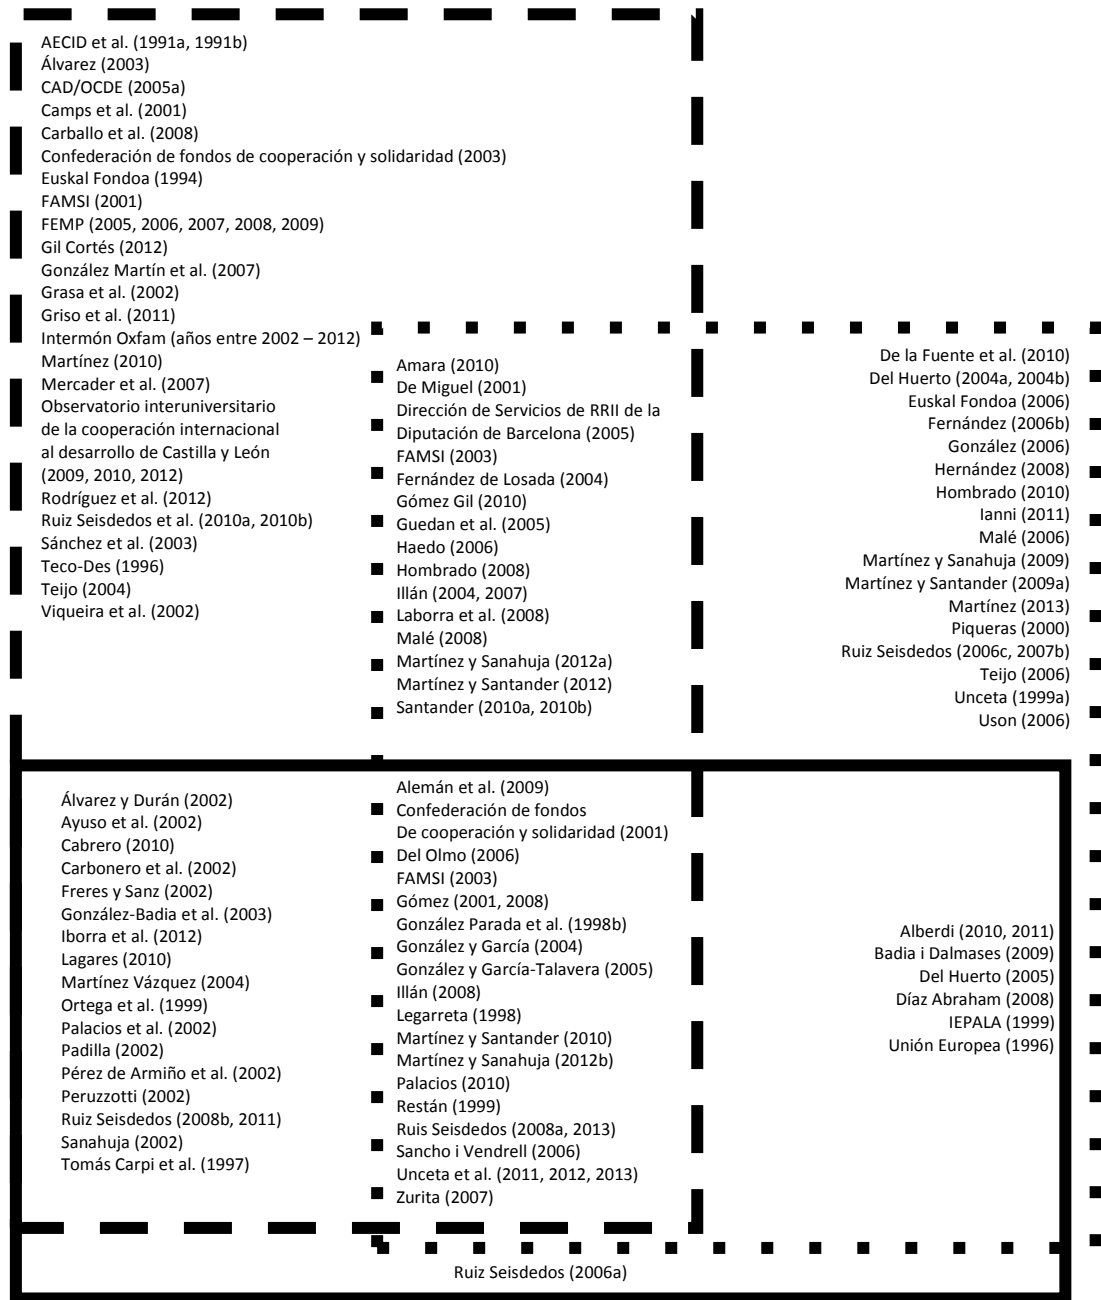 AECID et al. (1991a, 1991b)
Álvarez (2003)
CAD/OCDE (2005a)
Camps et al. (2001)
Carballo et al. (2008)
Confederación de fondos de cooperación y solidaridad (2003)
Euskal Fondoa (1994)
FAMSI (2001)
FEMP (2005, 2006, 2007, 2008, 2009)
Gil Cortés (2012)
González Martín et al. (2007)
Grasa et al. (2002)
Griso et al. (2011)
Intermón Oxfam (años entre 2002 – 2012)
Martínez (2010)
Mercader et al. (2007)
Observatorio interuniversitario
de la cooperación internacional
al desarrollo de Castilla y León
(2009, 2010, 2012)
Rodríguez et al. (2012)
Ruiz Seisdedos et al. (2010a, 2010b)
Sánchez et al. (2003)
Teco-Des (1996)
Teijo (2004)
Viqueira et al. (2002)
Amara (2010)
De Miguel (2001)
Dirección de Servicios de RRII de la
Diputación de Barcelona (2005)
FAMSI (2003)
Fernández de Losada (2004)
Gómez Gil (2010)
Guedan et al. (2005)
Haedo (2006)
Hombrado (2008)
Illán (2004, 2007)
Laborra et al. (2008)
Malé (2008)
Martínez y Sanahuja (2012a)
Martínez y Santander (2012)
Santander (2010a, 2010b)
De la Fuente et al. (2010)
Del Huerto (2004a, 2004b)
Euskal Fondoa (2006)
Fernández (2006b)
González (2006)
Hernández (2008)
Hombrado (2010)
Ianni (2011)
Malé (2006)
Martínez y Sanahuja (2009)
Martínez y Santander (2009a)
Martínez (2013)
Piqueras (2000)
Ruiz Seisdedos (2006c, 2007b)
Teijo (2006)
Unceta (1999a)
Uson (2006)
Álvarez y Durán (2002)
Ayuso et al. (2002)
Cabrero (2010)
Carbonero et al. (2002)
Freres y Sanz (2002)
González-Badia et al. (2003)
Iborra et al. (2012)
Lagares (2010)
Martínez Vázquez (2004)
Ortega et al. (1999)
Palacios et al. (2002)
Padilla (2002)
Pérez de Armiño et al. (2002)
Peruzzotti (2002)
Ruiz Seisdedos (2008b, 2011)
Sanahuja (2002)
Tomás Carpi et al. (1997)
Alemán et al. (2009)
Confederación de fondos
De cooperación y solidaridad (2001)
Del Olmo (2006)
FAMSI (2003)
Gómez (2001, 2008)
González Parada et al. (1998b)
González y García (2004)
González y García-Talavera (2005)
Illán (2008)
Legarreta (1998)
Martínez y Santander (2010)
Martínez y Sanahuja (2012b)
Palacios (2010)
Restán (1999)
Ruis Seisdedos (2008a, 2013)
Sancho i Vendrell (2006)
Unceta et al. (2011, 2012, 2013)
Zurita (2007)
Alberdi (2010, 2011)
Badia i Dalmases (2009)
Del Huerto (2005)
Díaz Abraham (2008)
IEPALA (1999)
Unión Europea (1996)
Ruiz Seisdedos (2006a)